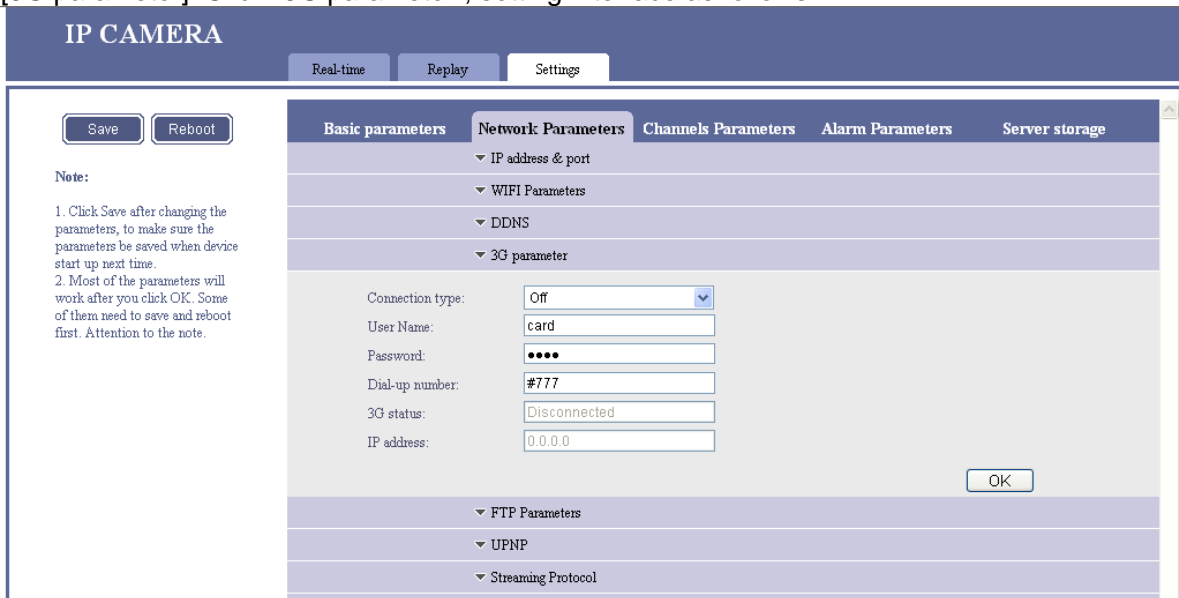 IP CAMERA
Real-time Replay Settings
Save Reboot
Basic parameters Network Parameters Channels Parameters Alarm Parameters Server storage
IP address & port
Note:
WIFI Parameters
1. Click Save after changing the
parameters, to make sure the
parameters be saved when device
start up next time.
2. Most of the parameters will
work after you click OK. Some
of them need to save and reboot
first. Attention to the note.
DDNS
3G parameter
Connection type: Off
User Name: card
Password: ••••
Dial-up number: #777
3G status: Disconnected
IP address: 0.0.0.0
OK
FTP Parameters
UPNP
Streaming Protocol